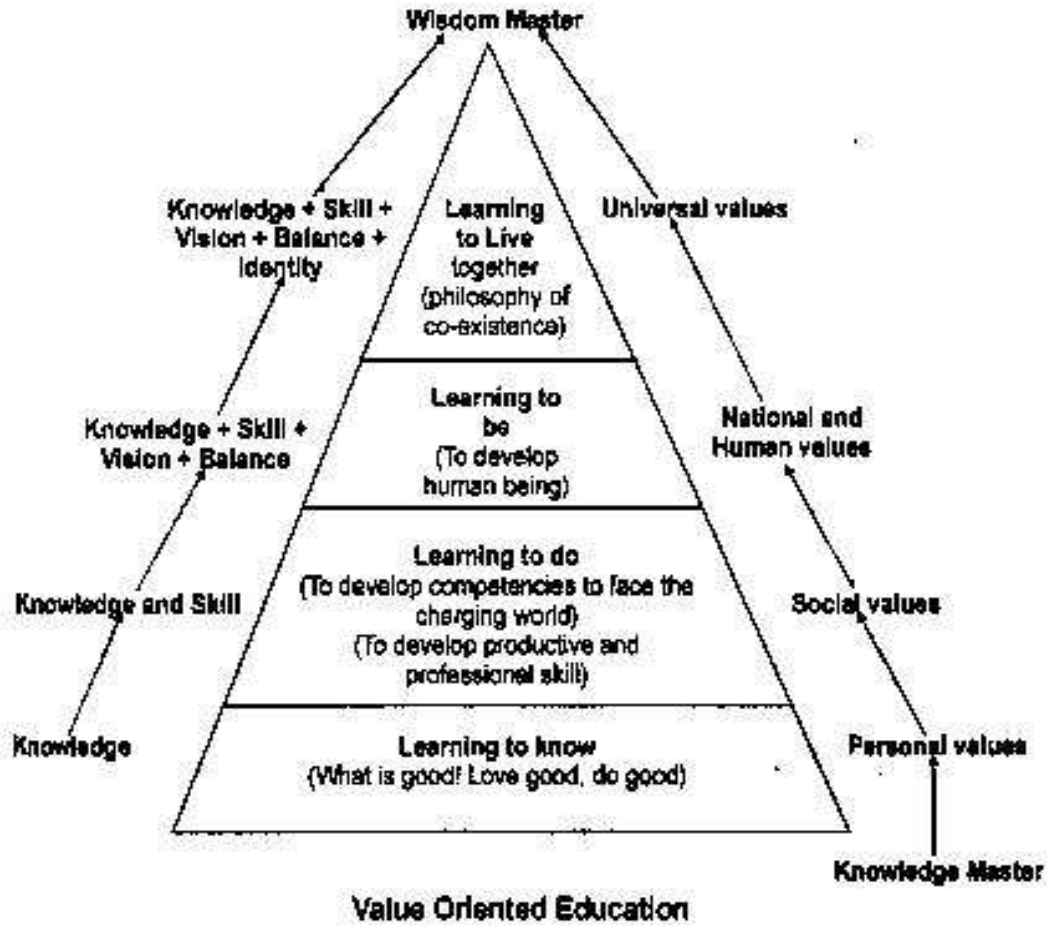 Wisdom Master
Knowledge + Skill +
Vision + Balance +
Identity
Learning
to Live
together
(philosophy of
co-existence)
Universal values
Knowledge + Skill +
Vision + Balance
Learning to
be
(To develop
human being)
National and
Human values
Knowledge and Skill
Learning to do
(To develop competencies to face the
charging world)
(To develop productive and
professional skill)
Social values
Knowledge
Learning to know
(What is good! Love good, do good)
Personal values
Knowledge Master
Value Oriented Education